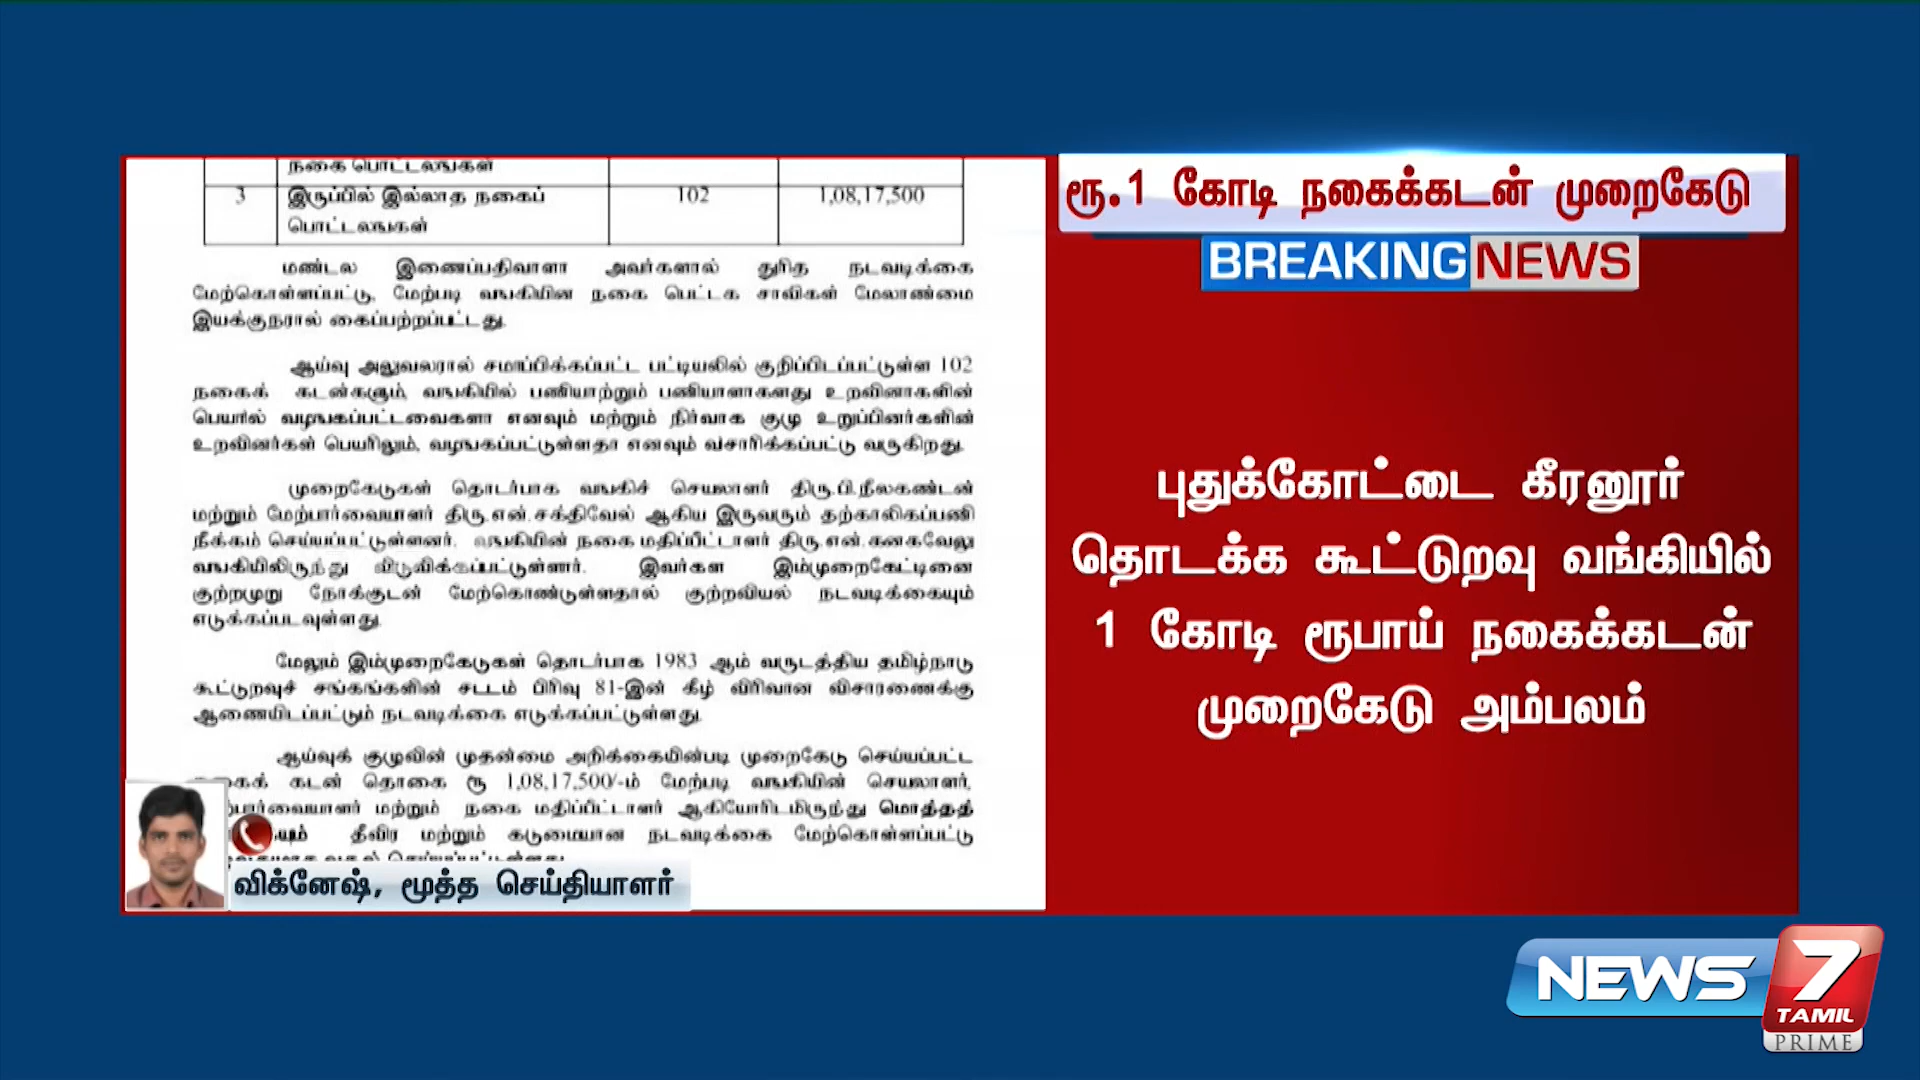 நகை பொட்டலங்கள்
3 இருப்பில் இல்லாத நகைப் 102 1,08,17,500
பொட்டலங்கள்
மண்டல இணைப்பதிவாளர் அவர்களால் துரித நடவடிக்கை
மேற்கொள்ளப்பட்டு, மேற்படி வங்கியின் நகை பெட்டக சாவிகள் மேலாண்மை
இயக்குநரால் கைப்பற்றப்பட்டது.
ஆய்வு அலுவலரால் சமர்ப்பிக்கப்பட்ட பட்டியலில் குறிப்பிடப்பட்டுள்ள 102
நகைக் கடன்களும், வங்கியில் பணியாற்றும் பணியாளர்களது உறவினர்களின்
பெயரில் வழங்கப்பட்டவைகளா எனவும் மற்றும் நிர்வாக குழு உறுப்பினர்களின்
உறவினர்கள் பெயரிலும், வழங்கப்பட்டுள்ளதா எனவும் விசாரிக்கப்பட்டு வருகிறது.
முறைகேடுகள் தொடர்பாக வங்கிச் செயலாளர் திரு.பி.நீலகண்டன்
மற்றும் மேற்பார்வையாளர் திரு.என்.சக்திவேல் ஆகிய இருவரும் தற்காலிகப்பணி
நீக்கம் செய்யப்பட்டுள்ளனர். வங்கியின் நகை மதிப்பீட்டாளர் திரு.என்.கனகவேலு
வங்கியிலிருந்து விடுவிக்கப்பட்டுள்ளார். இவர்கள் இம்முறைகேட்டினை
குற்றமுறு நோக்குடன் மேற்கொண்டுள்ளதால் குற்றவியல் நடவடிக்கையும்
எடுக்கப்படவுள்ளது.
மேலும் இம்முறைகேடுகள் தொடர்பாக 1983 ஆம் வருடத்திய தமிழ்நாடு
கூட்டுறவுச் சங்கங்களின் சட்டம் பிரிவு 81-இன் கீழ் விரிவான விசாரணைக்கு
ஆணையிடப்பட்டும் நடவடிக்கை எடுக்கப்பட்டுள்ளது.
ஆய்வுக் குழுவின் முதன்மை அறிக்கையின்படி முறைகேடு செய்யப்பட்ட
கடன் தொகை ரூ 1,08,17,500/-ம் மேற்படி வங்கியின் செயலாளர்,
மற்றும் நகை மதிப்பீட்டாளர் ஆகியோரிடமிருந்து மொத்தத்
தீவிர மற்றும் கடுமையான நடவடிக்கை மேற்கொள்ளப்பட்டு
விக்னேஷ், மூத்த செய்தியாளர்
ரூ.1 கோடி நகைக்கடன் முறைகேடு
BREAKING NEWS
புதுக்கோட்டை கீரனூர்
தொடக்க கூட்டுறவு வங்கியில்
1 கோடி ரூபாய் நகைக்கடன்
முறைகேடு அம்பலம்
NEWS 7
TAMIL
PRIME